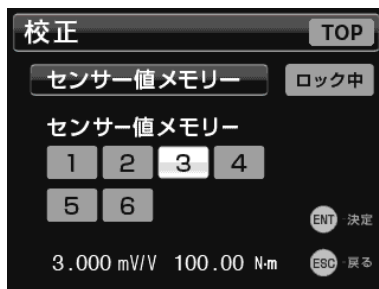 校正 TOP
センサー値メモリー ロック中
センサー値メモリー
1 2 3 4
5 6
ENT 決定
3.000 mV/V 100.00 N·m ESC 戻る